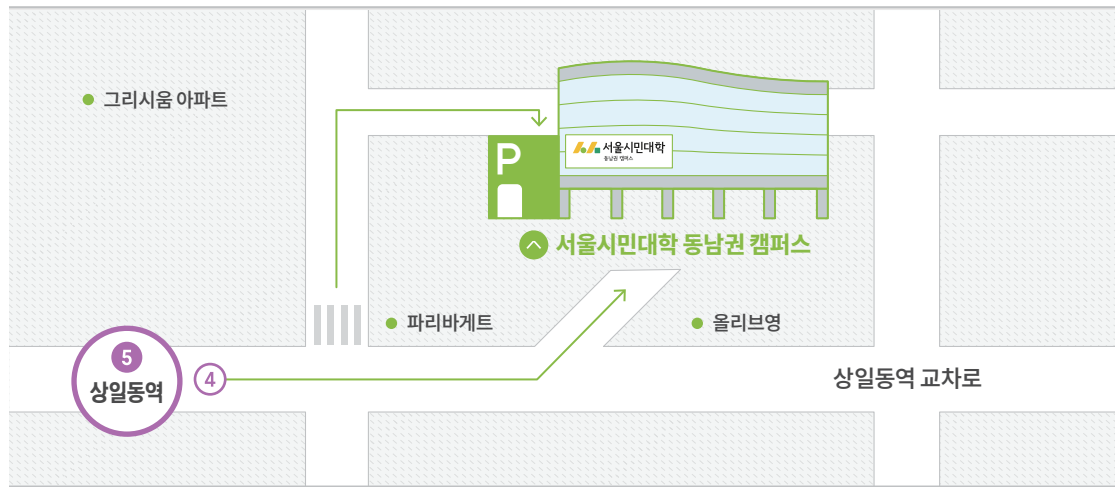 그리시움 아파트
P
서울시민대학
동남권 캠퍼스
서울시민대학 동남권 캠퍼스
파리바게트
올리브영
5
상일동역
4
상일동역 교차로